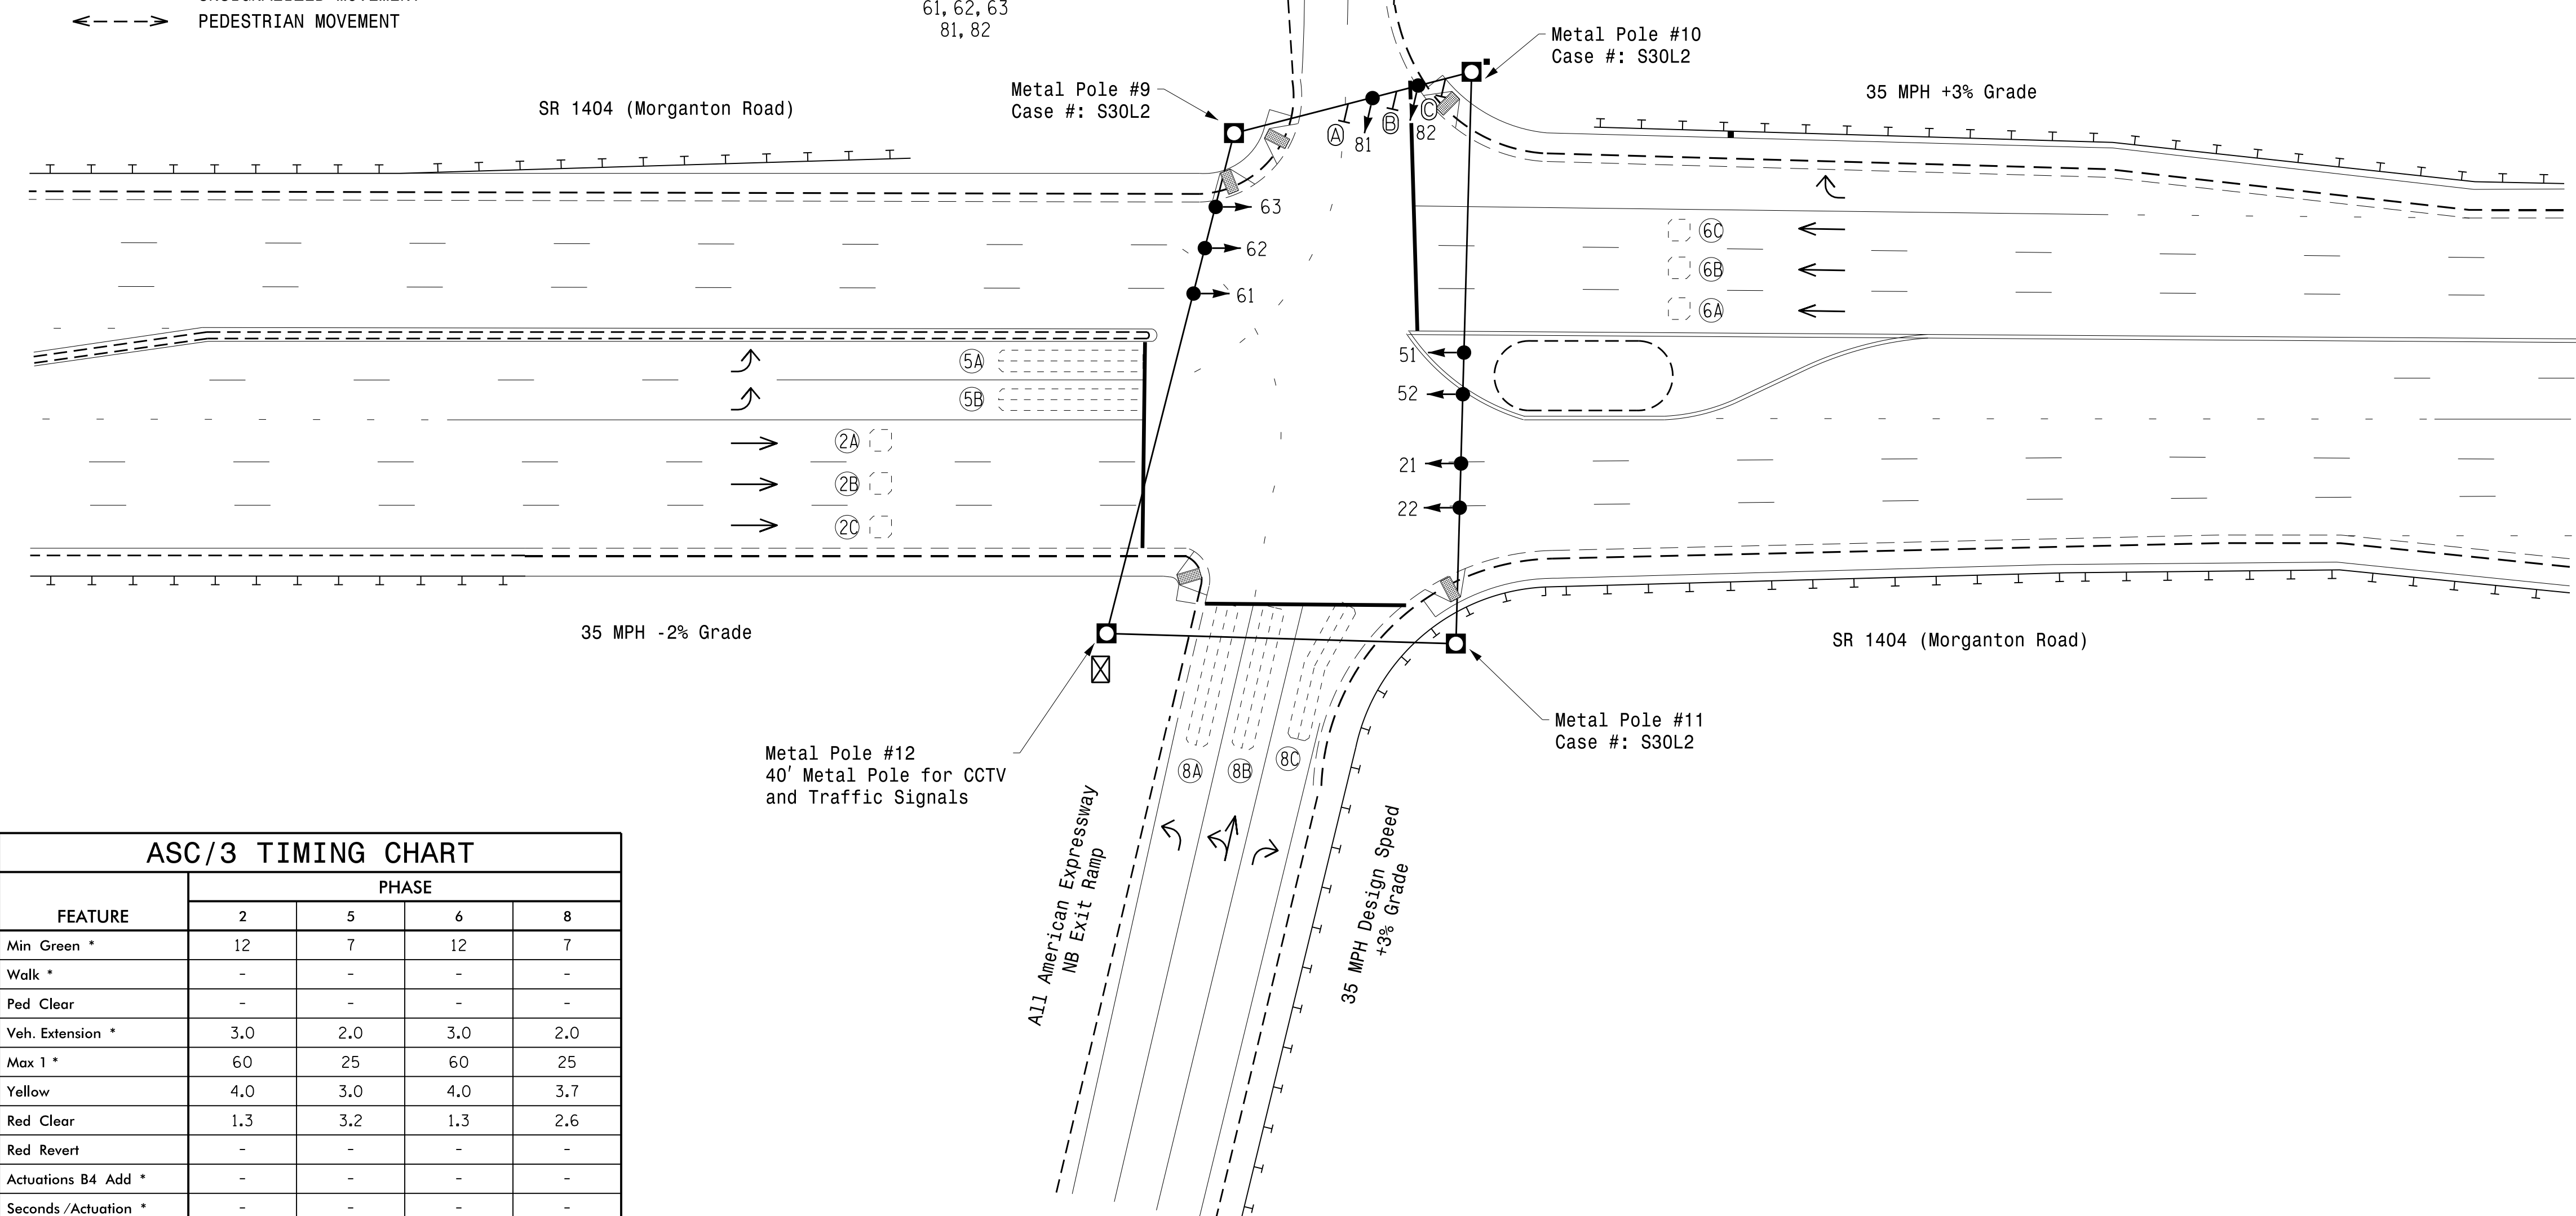 PEDESTRIAN MOVEMENT
61, 62, 63
81, 82
Metal Pole #10
Case #: S30L2
Metal Pole #9
Case #: S30L2
SR 1404 (Morganton Road)
35 MPH +3% Grade
A
81
B
C
82
63
62
61
6C
6B
6A
5A
5B
51
52
2A
2B
2C
21
22
35 MPH -2% Grade
SR 1404 (Morganton Road)
Metal Pole #11
Case #: S30L2
Metal Pole #12
40' Metal Pole for CCTV
and Traffic Signals
8A
8B
8C
All American Expressway
NB Exit Ramp
35 MPH Design Speed
+3% Grade
ASC/3 TIMING CHART
PHASE
FEATURE 2 5 6 8
Min Green * 12 7 12 7
Walk * - - - -
Ped Clear - - - -
Veh. Extension * 3.0 2.0 3.0 2.0
Max 1 * 60 25 60 25
Yellow 4.0 3.0 4.0 3.7
Red Clear 1.3 3.2 1.3 2.6
Red Revert - - - -
Actuations B4 Add * - - - -
Seconds /Actuation * - - - -